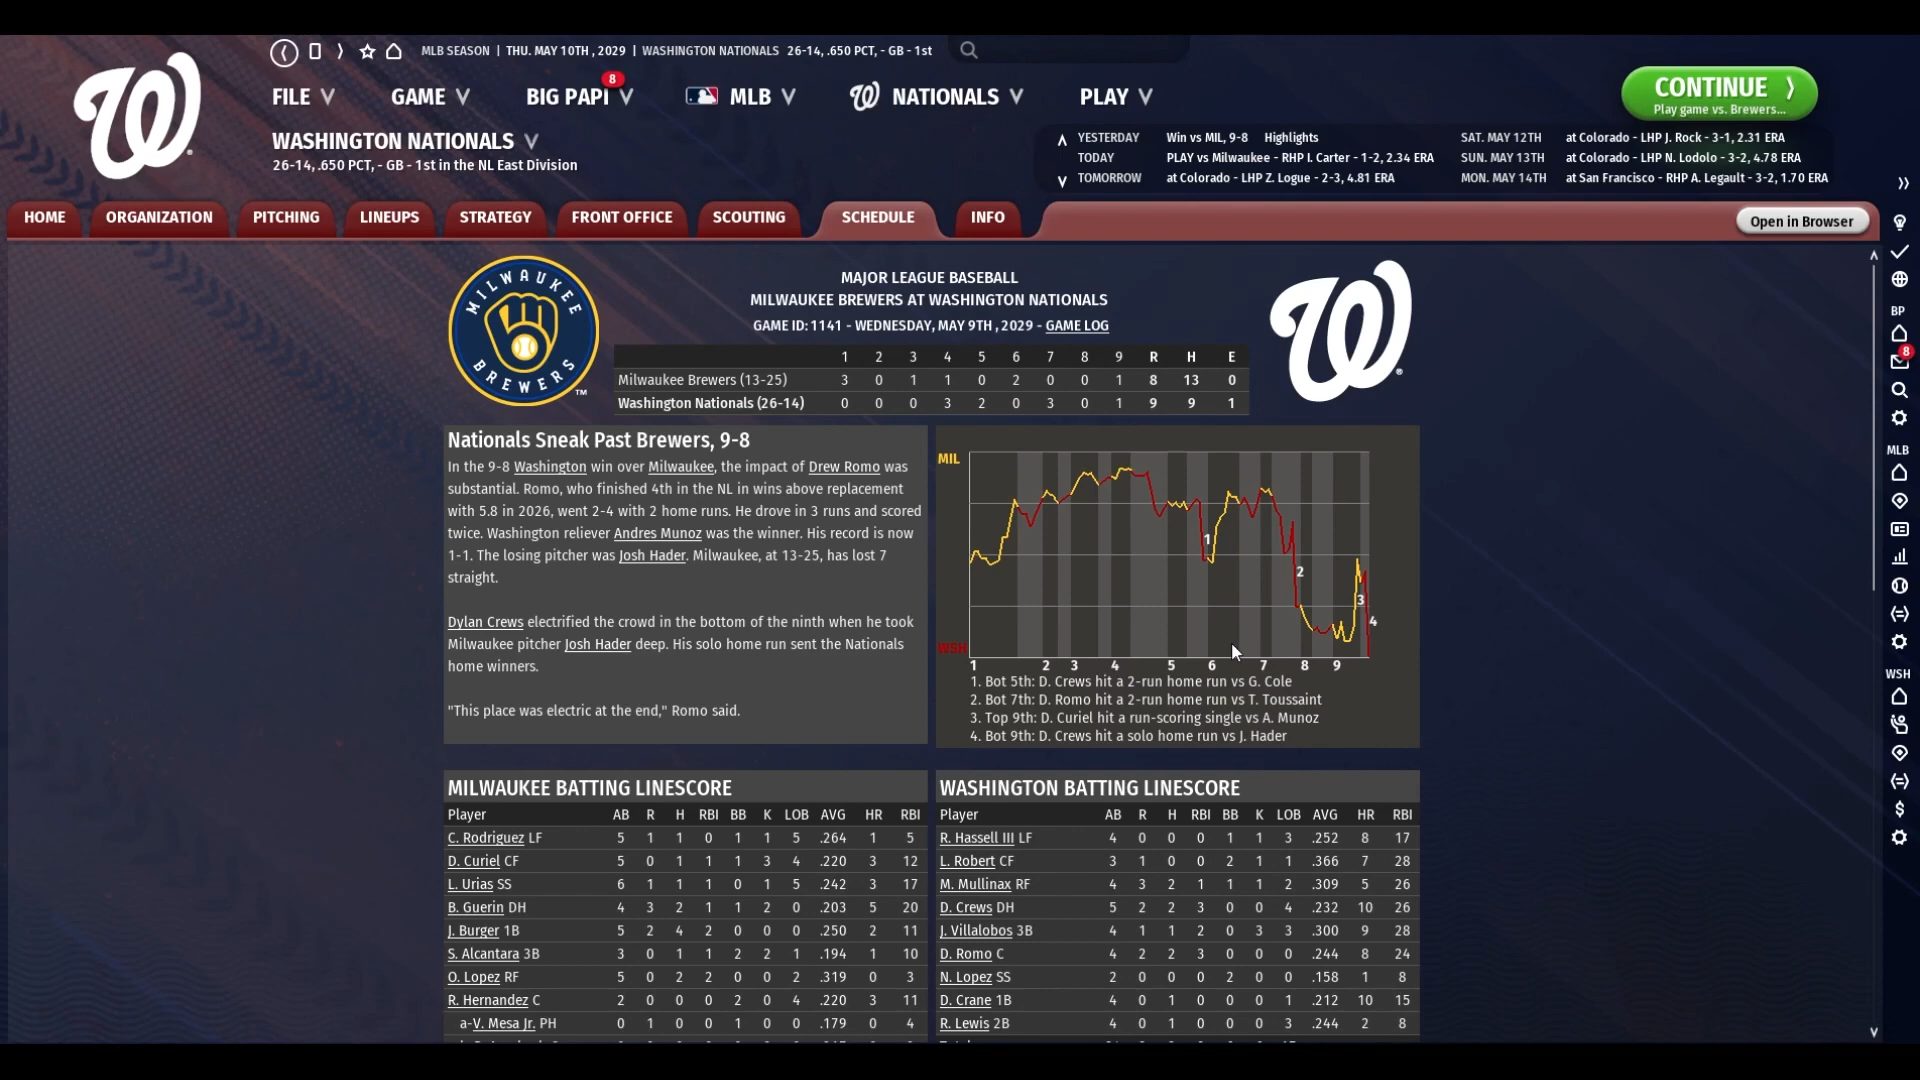 MLB SEASON | THU. MAY 10TH , 2029 | WASHINGTON NATIONALS 26-14, .650 PCT, - GB - 1st
FILE GAME BIG PAPI 8 MLB NATIONALS PLAY
CONTINUE
Play game vs. Brewers...
WASHINGTON NATIONALS
26-14, .650 PCT, - GB - 1st in the NL East Division
YESTERDAY Win vs MIL, 9-8 Highlights SAT. MAY 12TH at Colorado - LHP J. Rock - 3-1, 2.31 ERA
TODAY PLAY vs Milwaukee - RHP I. Carter - 1-2, 2.34 ERA SUN. MAY 13TH at Colorado - LHP N. Lodolo - 3-2, 4.78 ERA
TOMORROW at Colorado - LHP Z. Logue - 2-3, 4.81 ERA MON. MAY 14TH at San Francisco - RHP A. Legault - 3-2, 1.70 ERA
HOME ORGANIZATION PITCHING LINEUPS STRATEGY FRONT OFFICE SCOUTING SCHEDULE INFO Open in Browser
MILWAUKEE BREWERS TM
MAJOR LEAGUE BASEBALL
MILWAUKEE BREWERS AT WASHINGTON NATIONALS
GAME ID: 1141 - WEDNESDAY, MAY 9TH , 2029 - GAME LOG
1 2 3 4 5 6 7 8 9 R H E
Milwaukee Brewers (13-25) 3 0 1 1 0 2 0 0 1 8 13 0
Washington Nationals (26-14) 0 0 0 3 2 0 3 0 1 9 9 1
Nationals Sneak Past Brewers, 9-8
In the 9-8 Washington win over Milwaukee, the impact of Drew Romo was
substantial. Romo, who finished 4th in the NL in wins above replacement
with 5.8 in 2026, went 2-4 with 2 home runs. He drove in 3 runs and scored
twice. Washington reliever Andres Munoz was the winner. His record is now
1-1. The losing pitcher was Josh Hader. Milwaukee, at 13-25, has lost 7
straight.
Dylan Crews electrified the crowd in the bottom of the ninth when he took
Milwaukee pitcher Josh Hader deep. His solo home run sent the Nationals
home winners.
"This place was electric at the end," Romo said.
MIL
1
2
3
4
WSH
1 2 3 4 5 6 7 8 9
1. Bot 5th: D. Crews hit a 2-run home run vs G. Cole
2. Bot 7th: D. Romo hit a 2-run home run vs T. Toussaint
3. Top 9th: D. Curiel hit a run-scoring single vs A. Munoz
4. Bot 9th: D. Crews hit a solo home run vs J. Hader
MILWAUKEE BATTING LINESCORE
Player AB R H RBI BB K LOB AVG HR RBI
C. Rodriguez LF 5 1 1 0 1 1 5 .264 1 5
D. Curiel CF 5 0 1 1 1 3 4 .220 3 12
L. Urias SS 6 1 1 1 0 1 5 .242 3 17
B. Guerin DH 4 3 2 1 1 2 0 .203 5 20
J. Burger 1B 5 2 4 2 0 0 0 .250 2 11
S. Alcantara 3B 3 0 1 1 2 2 1 .194 1 10
O. Lopez RF 5 0 2 2 0 0 2 .319 0 3
R. Hernandez C 2 0 0 0 2 0 4 .220 3 11
a-V. Mesa Jr. PH 0 1 0 0 1 0 0 .179 0 4
WASHINGTON BATTING LINESCORE
Player AB R H RBI BB K LOB AVG HR RBI
R. Hassell III LF 4 0 0 0 1 1 3 .252 8 17
L. Robert CF 3 1 0 0 2 1 1 .366 7 28
M. Mullinax RF 4 3 2 1 1 1 2 .309 5 26
D. Crews DH 5 2 2 3 0 0 4 .232 10 26
J. Villalobos 3B 4 1 1 2 0 3 3 .300 9 28
D. Romo C 4 2 2 3 0 0 0 .244 8 24
N. Lopez SS 2 0 0 0 2 0 0 .158 1 8
D. Crane 1B 4 0 1 0 0 0 1 .212 10 15
R. Lewis 2B 4 0 1 0 0 0 3 .244 2 8
BP
8
MLB
WSH
$